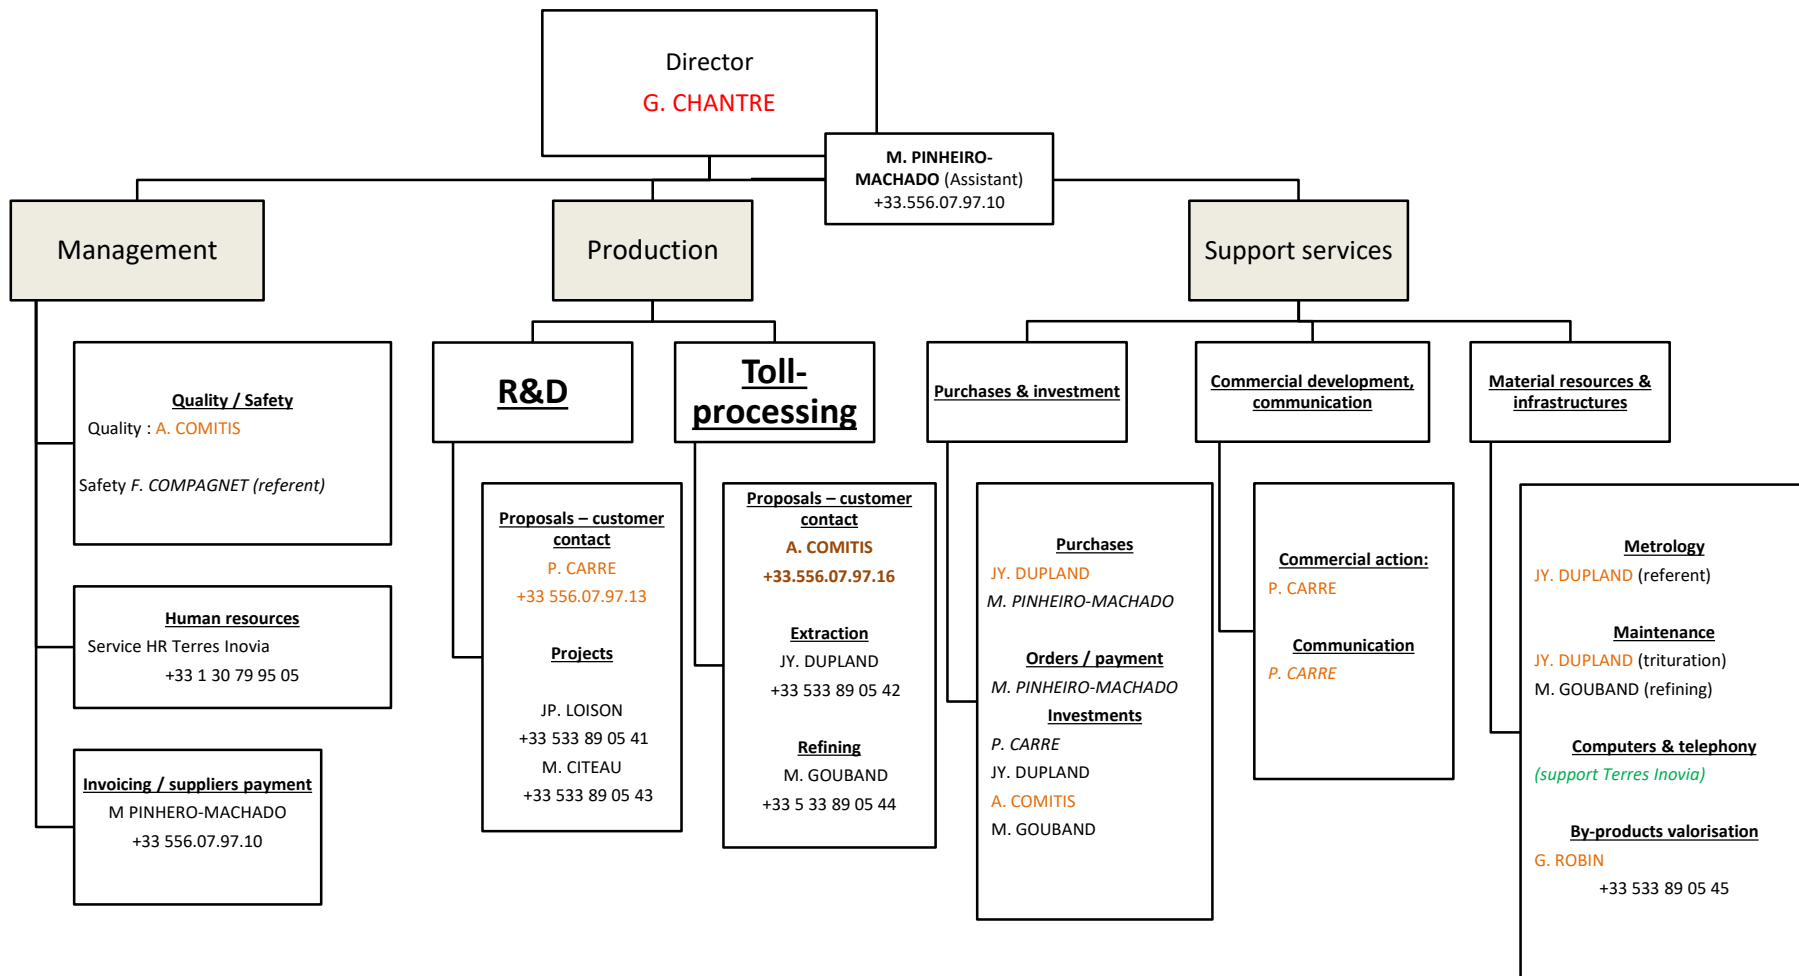 Director
G. CHANTRE
M. PINHEIRO-
MACHADO (Assistant)
+33.556.07.97.10
Management
Production
Support services
Quality / Safety
Quality : A. COMITIS
Safety F. COMPAGNET (referent)
Human resources
Service HR Terres Inovia
+33 1 30 79 95 05
Invoicing / suppliers payment
M PINHERO-MACHADO
+33 556.07.97.10
R&D
Proposals – customer
contact
P. CARRE
+33 556.07.97.13
Projects
JP. LOISON
+33 533 89 05 41
M. CITEAU
+33 533 89 05 43
Toll-
processing
Proposals – customer
contact
A. COMITIS
+33.556.07.97.16
Extraction
JY. DUPLAND
+33 533 89 05 42
Refining
M. GOUBAND
+33 5 33 89 05 44
Purchases & investment
Purchases
JY. DUPLAND
M. PINHEIRO-MACHADO
Orders / payment
M. PINHEIRO-MACHADO
Investments
P. CARRE
JY. DUPLAND
A. COMITIS
M. GOUBAND
Commercial development,
communication
Commercial action:
P. CARRE
Communication
P. CARRE
Material resources &
infrastructures
Metrology
JY. DUPLAND (referent)
Maintenance
JY. DUPLAND (trituration)
M. GOUBAND (refining)
Computers & telephony
(support Terres Inovia)
By-products valorisation
G. ROBIN
+33 533 89 05 45